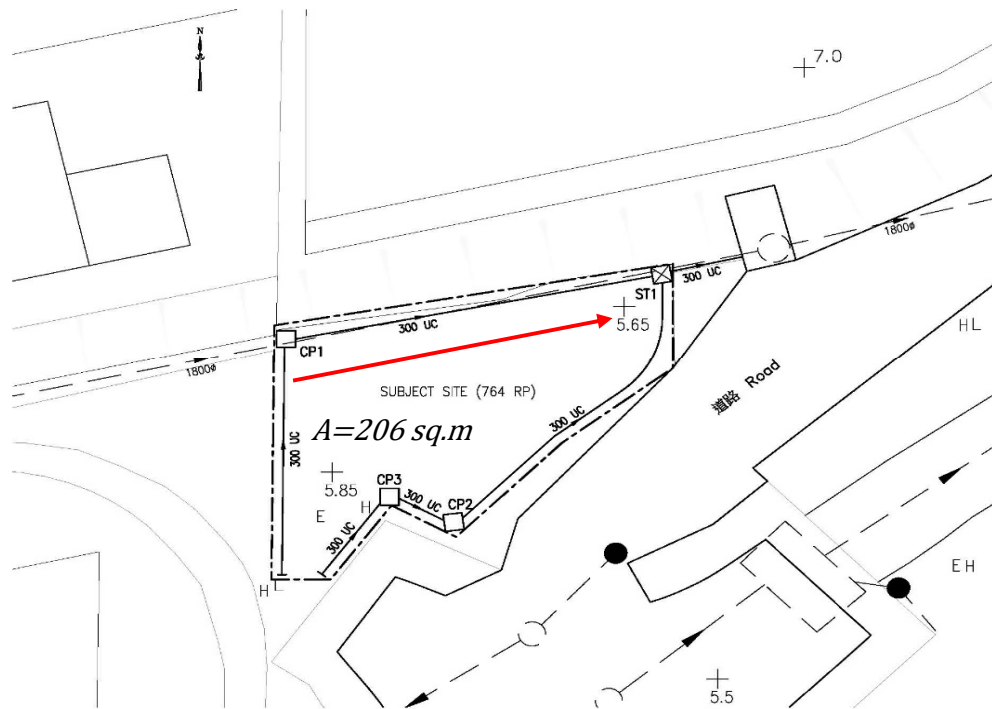 N
7.0
1800ø
300 UC
ST1
300 UC
5.65
CP1
1800ø
HL
SUBJECT SITE (764 RP)
道路 Road
A=206 sq.m
300 UC
300 UC
5.85
CP3
300 UC
CP2
E
H
300 UC
EH
H
5.5